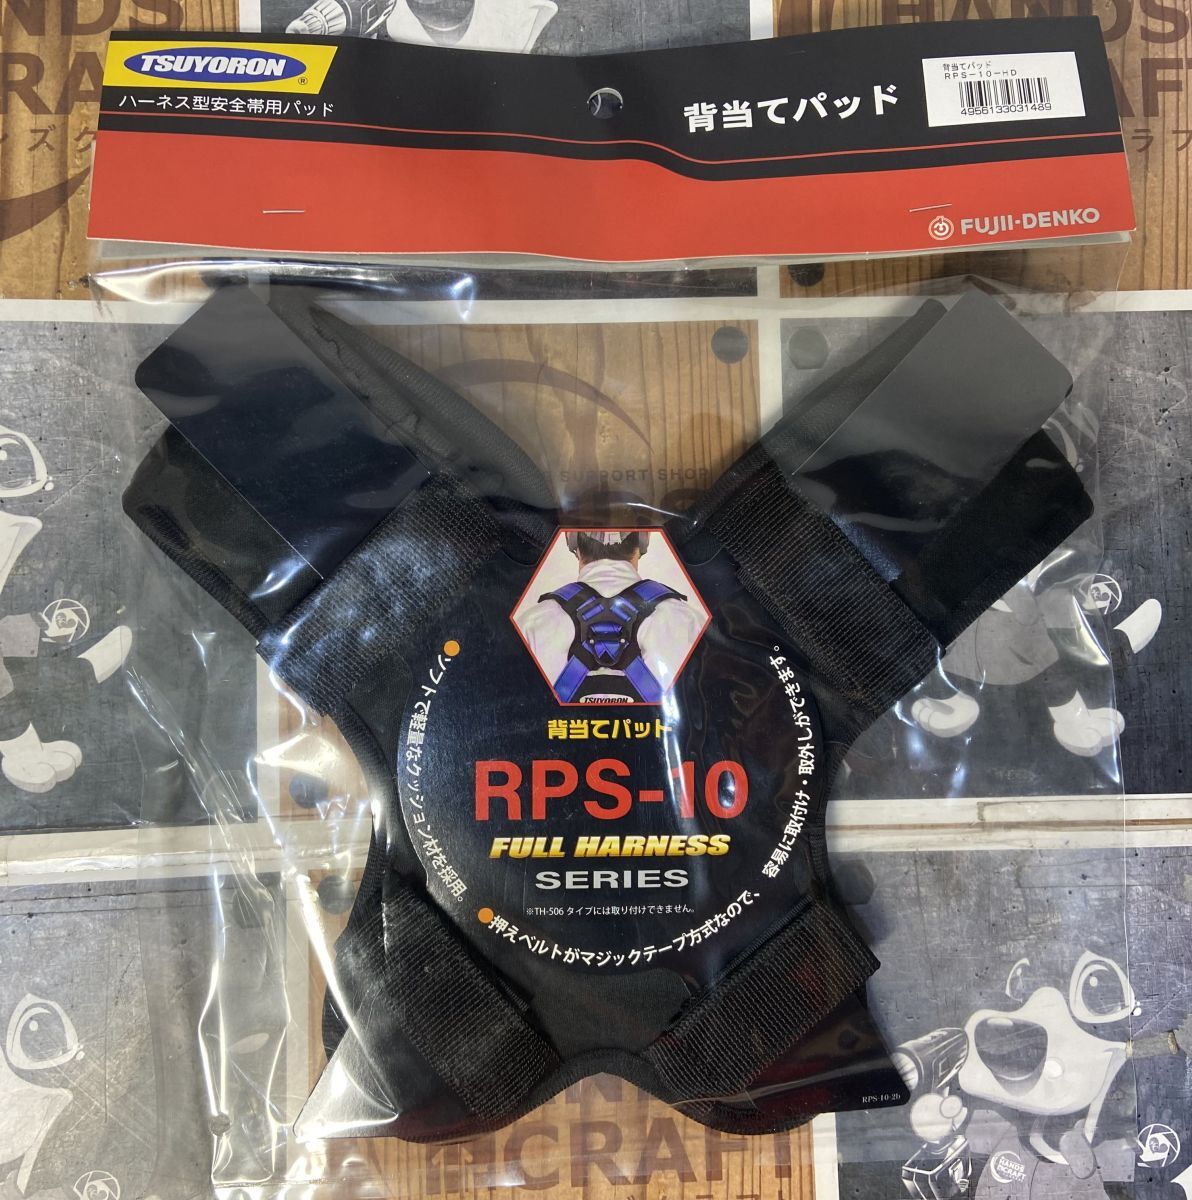 TSUYORON ®
ハーネス型安全帯用パッド
背当てパッド
背当てパッド
RPS-10-HD
4956133031489
FUJII-DENKO
SUPPORT SHOP
TSUYORON
背当てパット
RPS-10
FULL HARNESS
SERIES
※TH-506 タイプには取り付けできません。
ソフトで軽量なクッション材を採用。
押えベルトがマジックテープ方式なので、
容易に取付け・取外しができます。
RPS-10-2b
HANDS
CRAFT